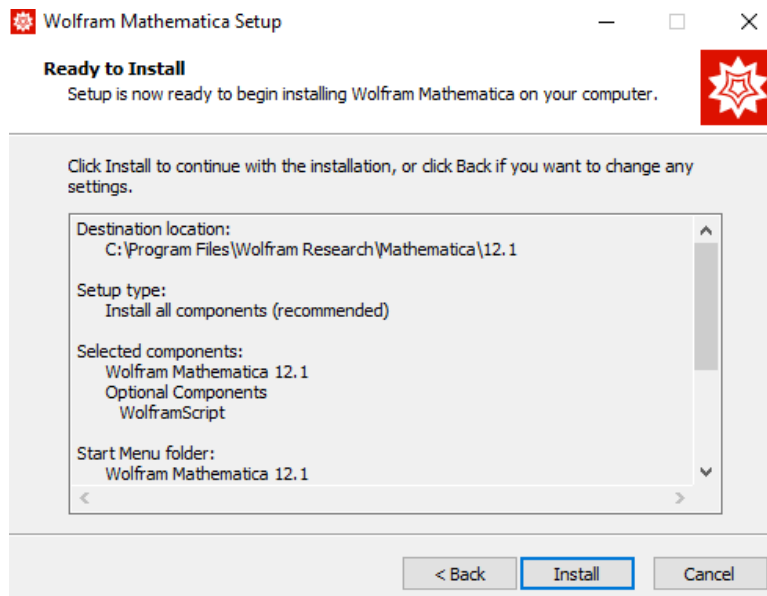 Wolfram Mathematica Setup
Ready to Install
Setup is now ready to begin installing Wolfram Mathematica on your computer.
Click Install to continue with the installation, or click Back if you want to change any
settings.
Destination location:
C:\Program Files\Wolfram Research\Mathematica\12.1
Setup type:
Install all components (recommended)
Selected components:
Wolfram Mathematica 12.1
Optional Components
WolframScript
Start Menu folder:
Wolfram Mathematica 12.1
< Back
Install
Cancel